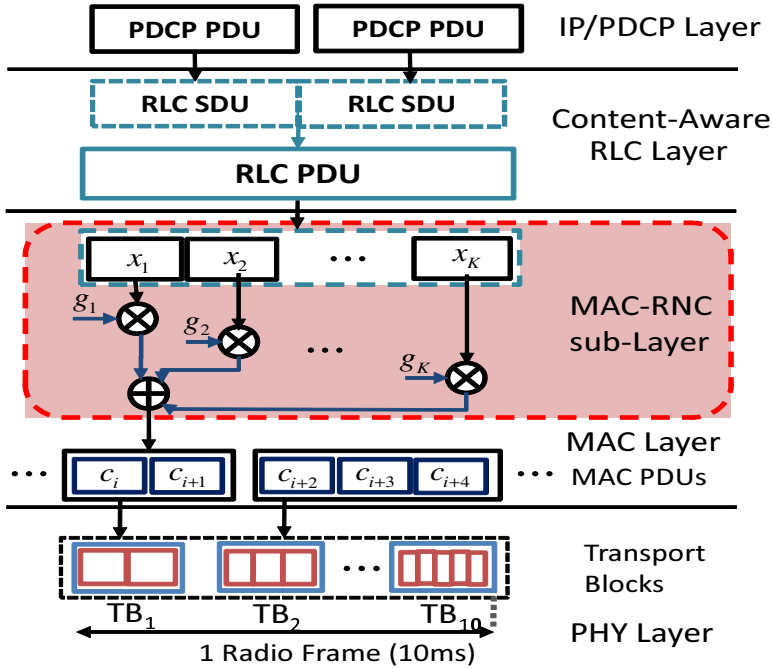 PDCP PDU PDCP PDU IP/PDCP Layer
RLC SDU RLC SDU
Content-Aware
RLC Layer
RLC PDU
x1 x2 ... xK
g1
g2
...
gK
MAC-RNC
sub-Layer
MAC Layer
... ci ci+1 ci+2 ci+3 ci+4 ... MAC PDUs
...
Transport
Blocks
TB1 TB2 TB10
PHY Layer
1 Radio Frame (10ms)